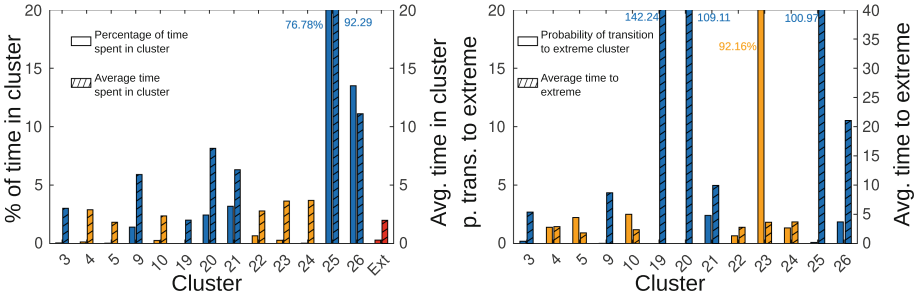 20
15
10
5
0
% of time in cluster
76.78%
92.29
Percentage of time
spent in cluster
Average time
spent in cluster
20
15
10
5
0
Avg. time in cluster
3 4 5 9 10 19 20 21 22 23 24 25 26 Ext
Cluster
20
15
10
5
0
p. trans. to extreme
142.24
109.11
100.97
92.16%
Probability of transition
to extreme cluster
Average time to
extreme
40
35
30
25
20
15
10
5
0
Avg. time to extreme
3 4 5 9 10 19 20 21 22 23 24 25 26
Cluster